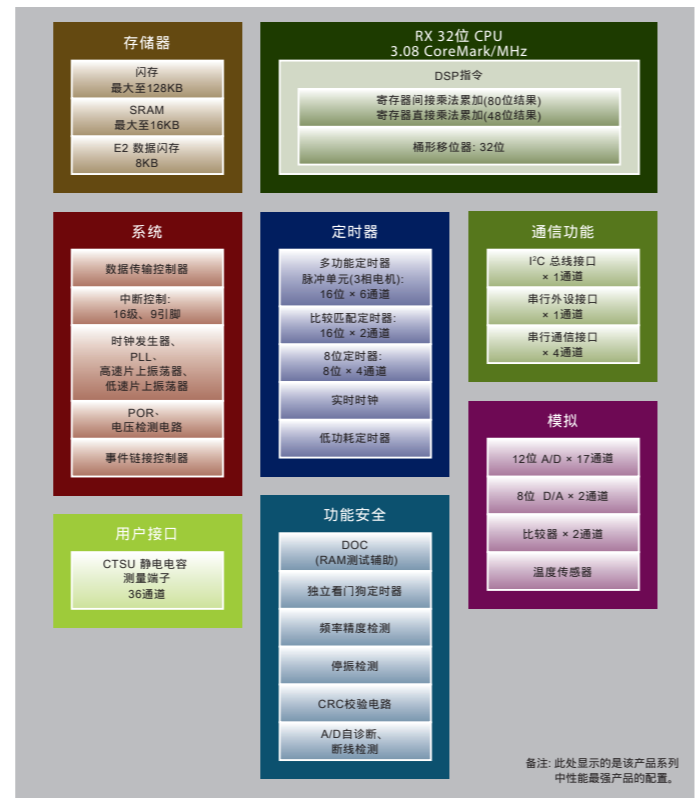 存储器
闪存
最大至128KB
SRAM
最大至16KB
E2 数据闪存
8KB
RX 32位 CPU
3.08 CoreMark/MHz
DSP指令
寄存器间接乘法累加(80位结果)
寄存器直接乘法累加(48位结果)
桶形移位器: 32位
系统
数据传输控制器
中断控制:
16级、9引脚
时钟发生器、
PLL、
高速片上振荡器、
低速片上振荡器
POR、
电压检测电路
事件链接控制器
定时器
多功能定时器
脉冲单元(3相电机):
16位 × 6通道
比较匹配定时器:
16位 × 2通道
8位定时器:
8位 × 4通道
实时时钟
低功耗定时器
通信功能
I²C 总线接口
× 1通道
串行外设接口
× 1通道
串行通信接口
× 4通道
模拟
12位 A/D × 17通道
8位 D/A × 2通道
比较器 × 2通道
温度传感器
用户接口
CTSU 静电电容
测量端子
36通道
功能安全
DOC
(RAM测试辅助)
独立看门狗定时器
频率精度检测
停振检测
CRC校验电路
A/D自诊断、
断线检测
备注: 此处显示的是该产品系列
中性能最强产品的配置。